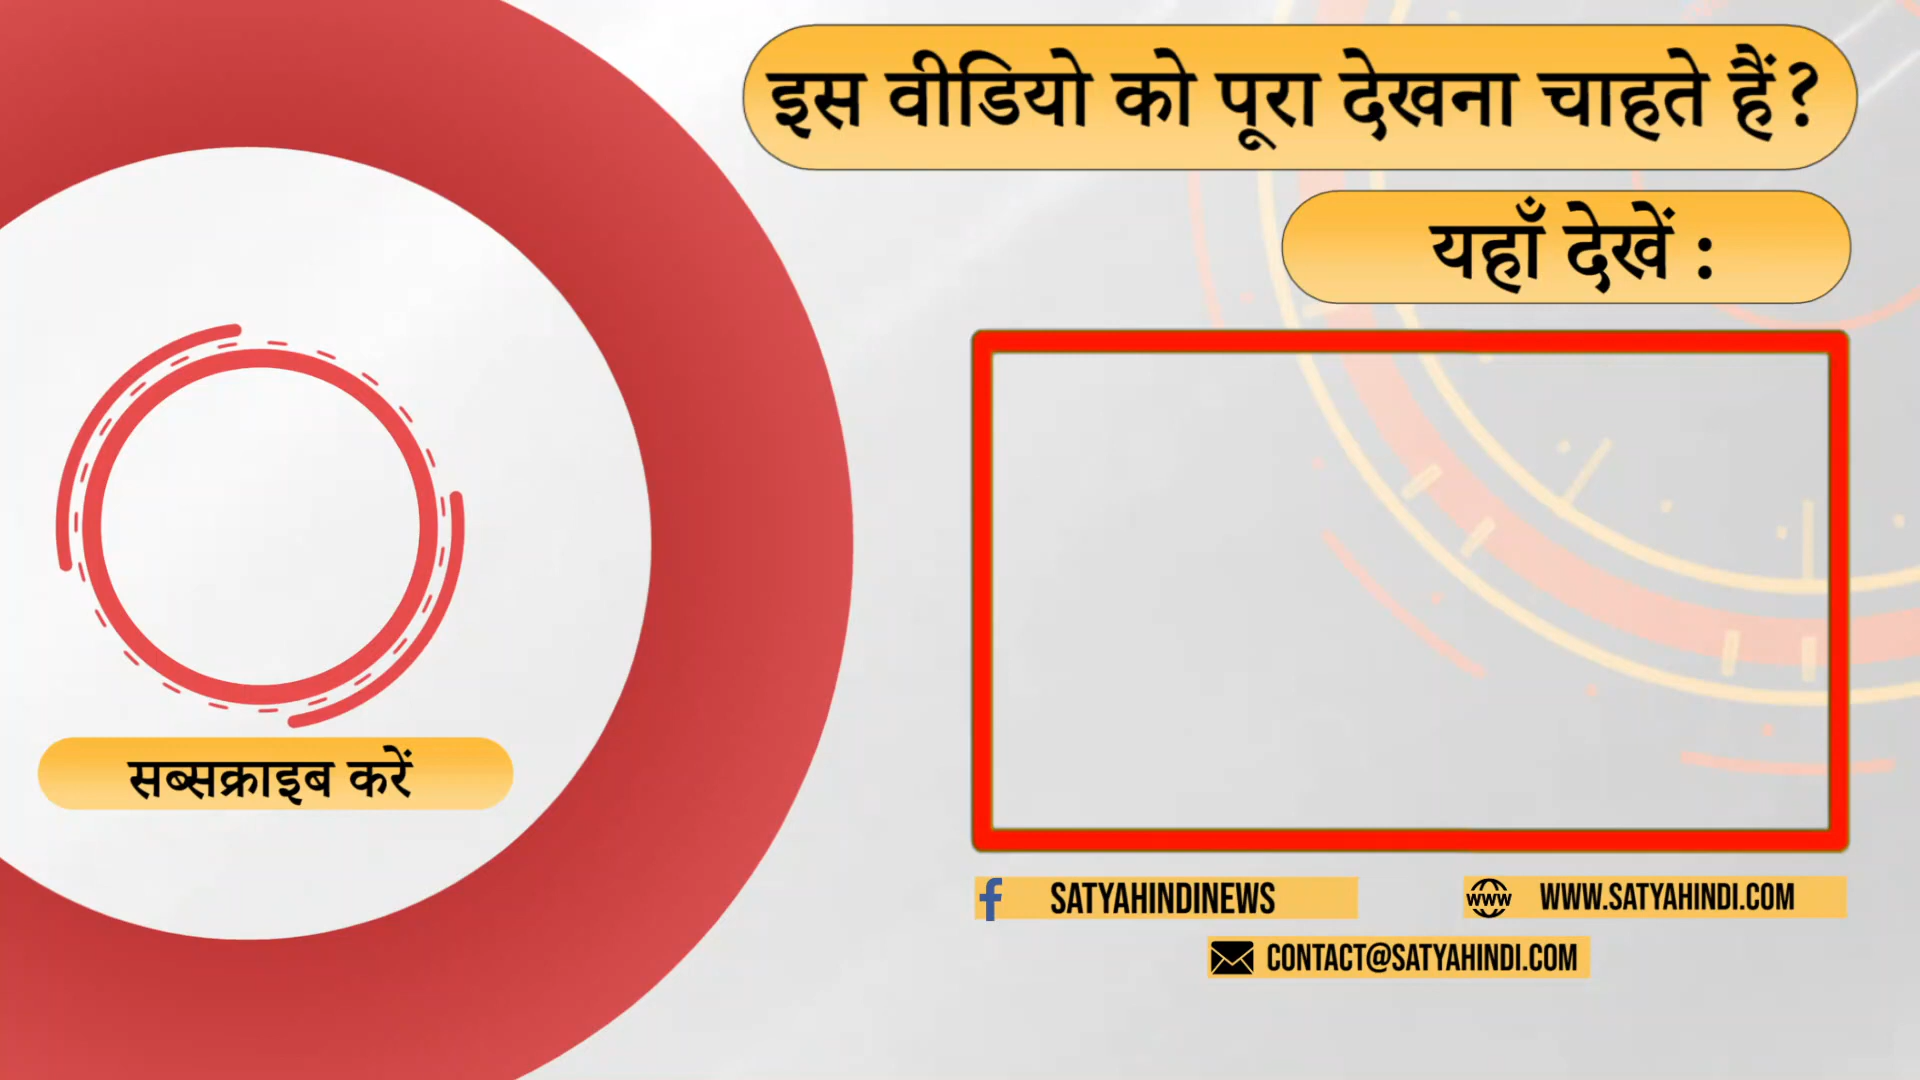 इस वीडियो को पूरा देखना चाहते हैं?
यहाँ देखें :
सब्सक्राइब करें
SATYAHINDINEWS
WWW WWW.SATYAHINDI.COM
CONTACT@SATYAHINDI.COM